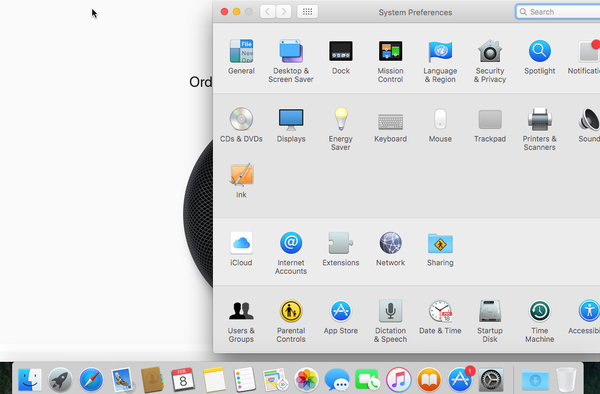 System Preferences
Search
Ord
General
Desktop &
Screen Saver
Dock
Mission
Control
Language
& Region
Security
& Privacy
Spotlight
Notificatio
CDs & DVDs
Displays
Energy
Saver
Keyboard
Mouse
Trackpad
Printers &
Scanners
Sound
Ink
iCloud
Internet
Accounts
Extensions
Network
Sharing
Users &
Groups
Parental
Controls
App Store
Dictation
& Speech
Date & Time
Startup
Disk
Time
Machine
Accessibi
FEB
8
1